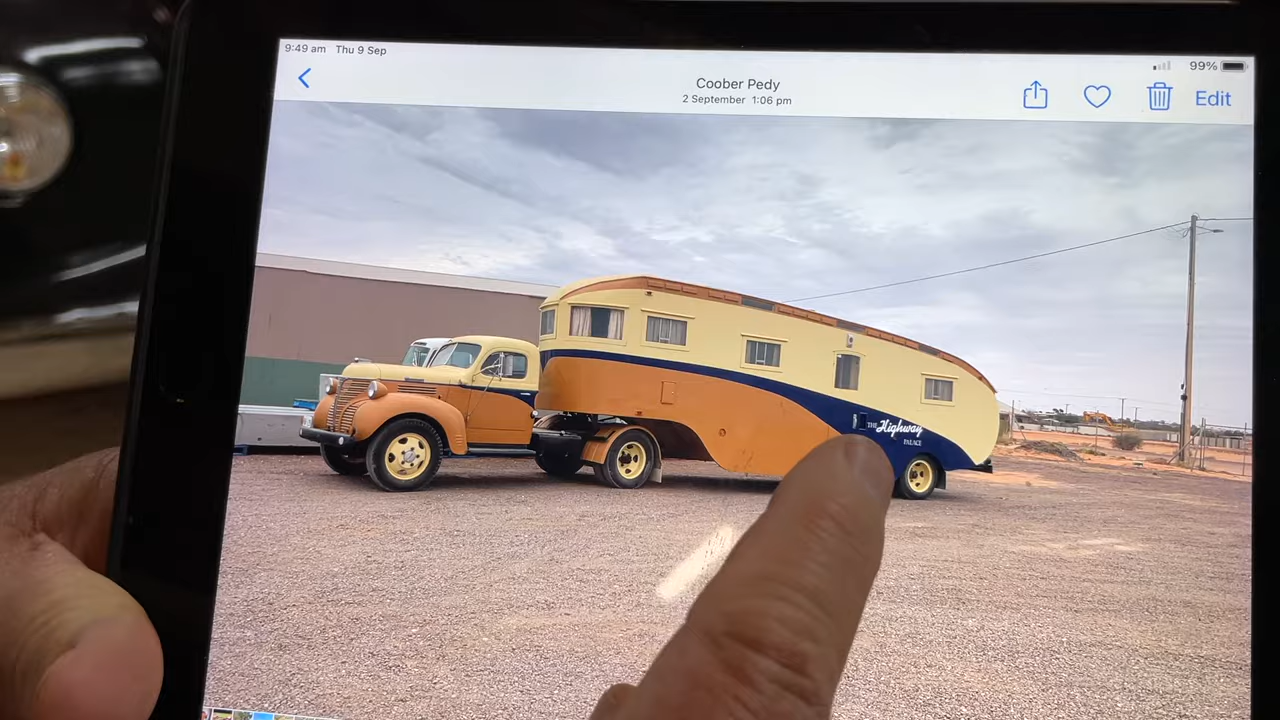 9:49 am Thu 9 Sep
99%
Coober Pedy
2 September 1:06 pm
Edit
THE Highway
PALACE